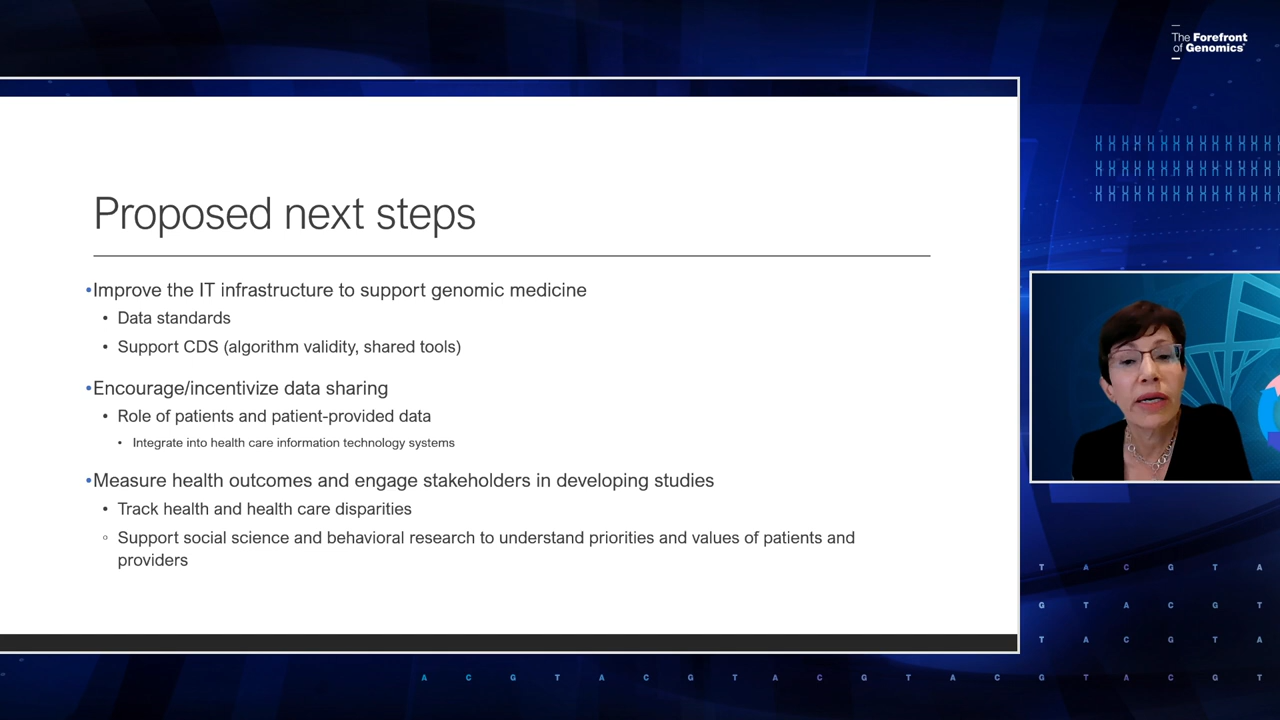 The Forefront
of Genomics®
Proposed next steps
•Improve the IT infrastructure to support genomic medicine
• Data standards
• Support CDS (algorithm validity, shared tools)
•Encourage/incentivize data sharing
• Role of patients and patient-provided data
• Integrate into health care information technology systems
•Measure health outcomes and engage stakeholders in developing studies
• Track health and health care disparities
◦ Support social science and behavioral research to understand priorities and values of patients and
providers
T A C G T A
G T A C G T
T A C G T A
A C G T A C G T A C G T A C G T A C G T